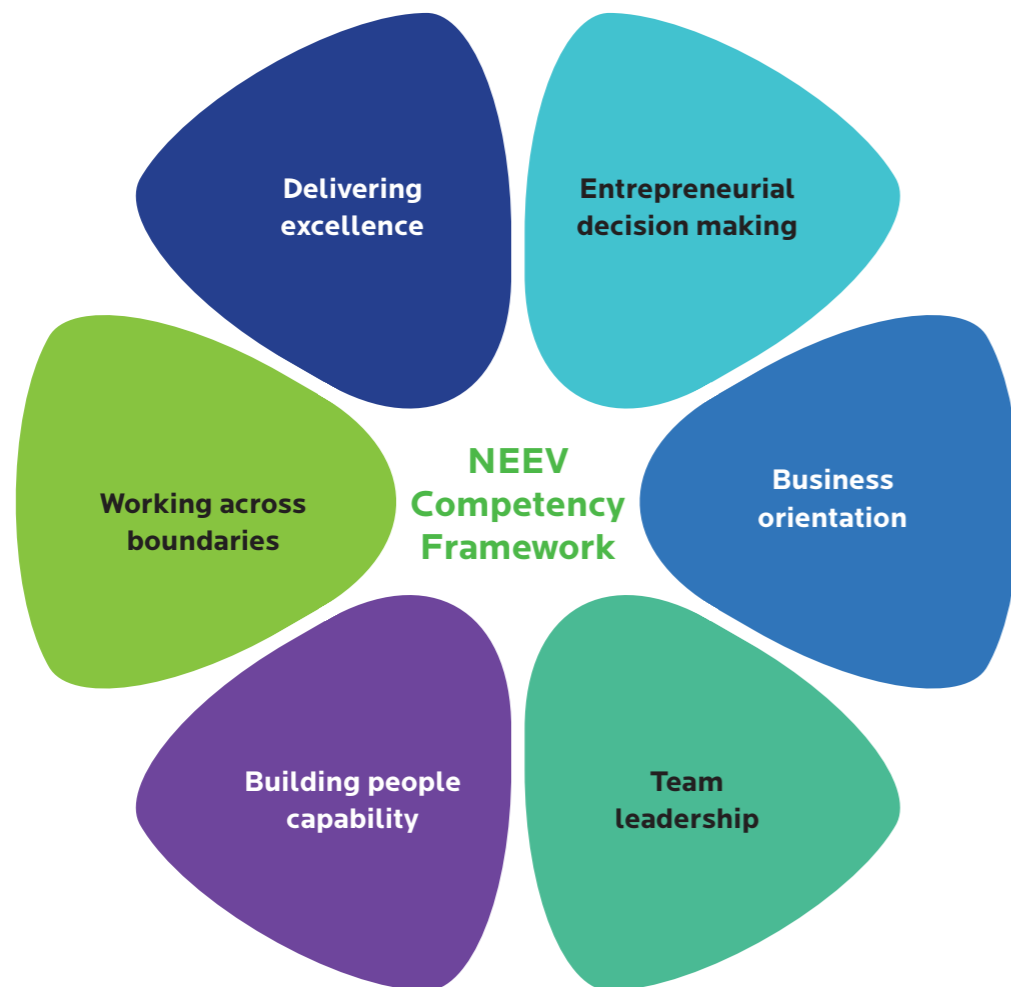 Delivering
excellence
Entrepreneurial
decision making
Working across
boundaries
NEEV
Competency
Framework
Business
orientation
Building people
capability
Team
leadership